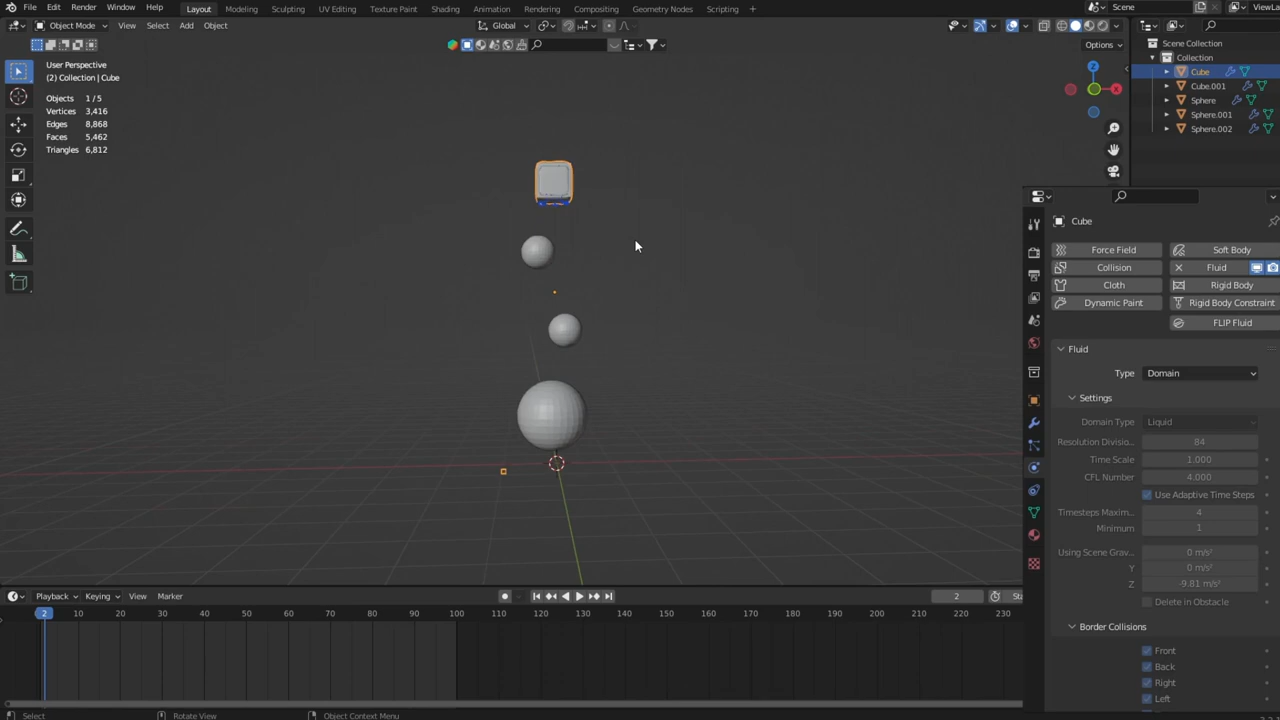 File Edit Render Window Help Layout Modeling Sculpting UV Editing Texture Paint Shading Animation Rendering Compositing Geometry Nodes Scripting Scene ViewLa
Object Mode View Select Add Object Global
Options
User Perspective
(2) Collection | Cube
Objects 1/5
Vertices 3,416
Edges 8,868
Faces 5,462
Triangles 6,812
Z
X
Scene Collection
Collection
Cube
Cube.001
Sphere
Sphere.001
Sphere.002
Cube
Force Field Soft Body
Collision Fluid
Cloth Rigid Body
Dynamic Paint Rigid Body Constraint
FLIP Fluid
Fluid
Type Domain
Settings
Domain Type Liquid
Resolution Divisio... 84
Time Scale 1.000
CFL Number 4.000
Use Adaptive Time Steps
Timesteps Maxim... 4
Minimum 1
Using Scene Grav... 0 m/s²
Y 0 m/s²
Z -9.81 m/s²
Delete in Obstacle
Border Collisions
Front
Back
Right
Left
Playback Keying View Marker 2 Sta
2 10 20 30 40 50 60 70 80 90 100 110 120 130 140 150 160 170 180 190 200 210 220 230
Select Rotate View Object Context Menu